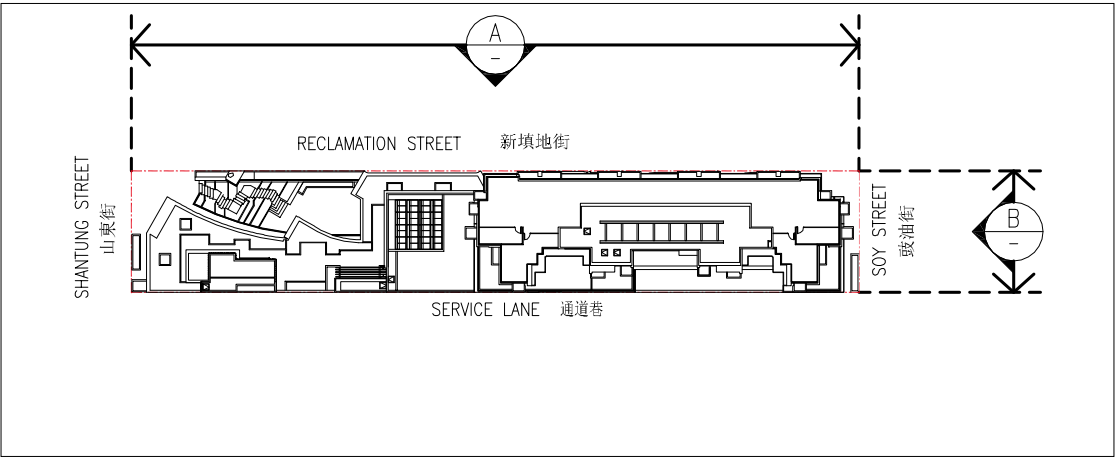 A
-
RECLAMATION STREET 新填地街
SHANTUNG STREET
山東街
SOY STREET
豉油街
B
-
SERVICE LANE 通道巷